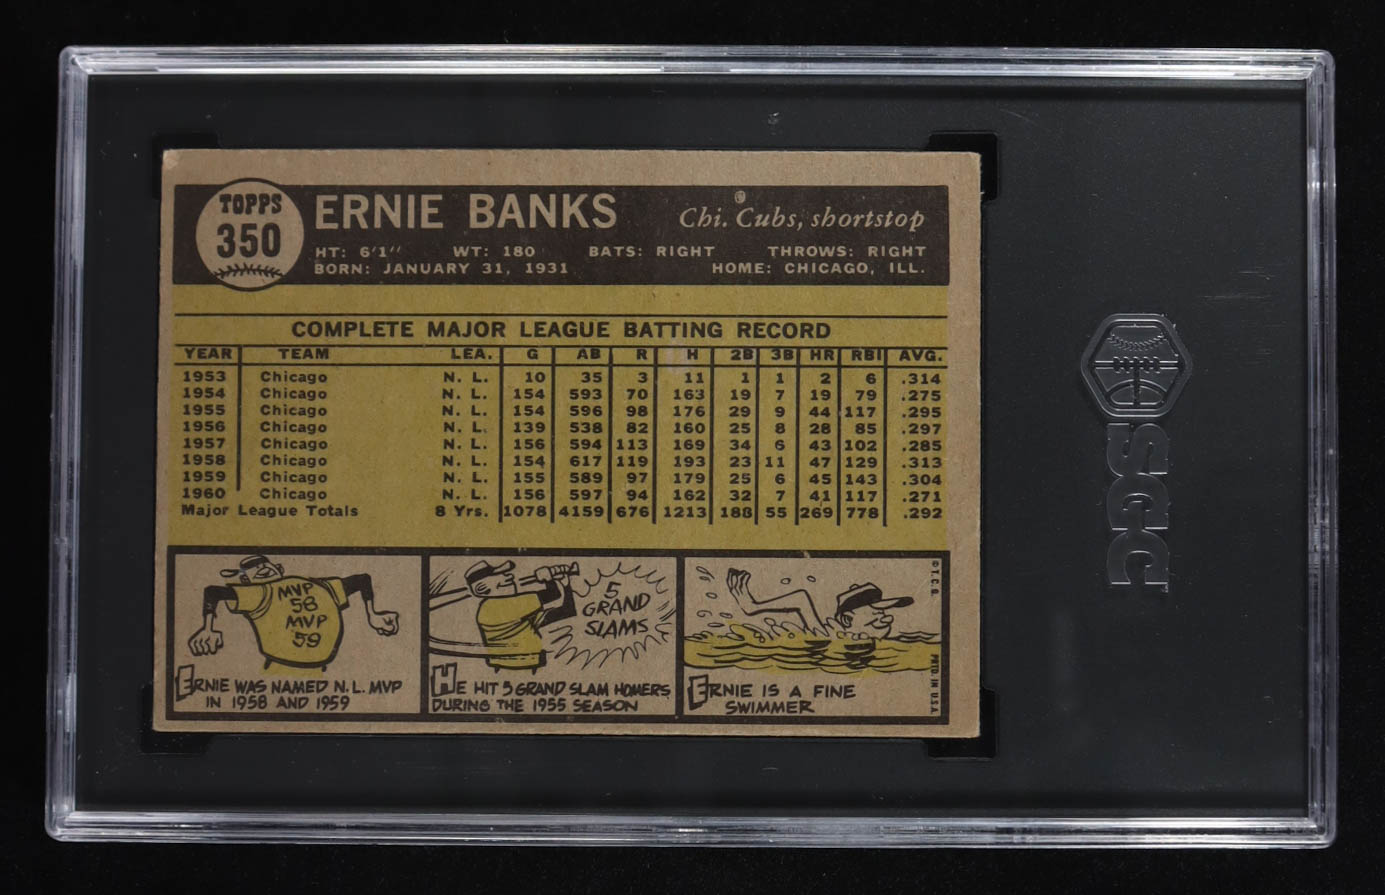 TOPPS
350
ERNIE BANKS
Chi. Cubs, shortstop
HT: 6'1" WT: 180 BATS: RIGHT THROWS: RIGHT
BORN: JANUARY 31, 1931 HOME: CHICAGO, ILL.
COMPLETE MAJOR LEAGUE BATTING RECORD
YEAR TEAM LEA. G AB R H 2B 3B HR RBI AVG.
1953 Chicago N. L. 10 35 3 11 1 1 2 6 .314
1954 Chicago N. L. 154 593 70 163 19 7 19 79 .275
1955 Chicago N. L. 154 596 98 176 29 9 44 117 .295
1956 Chicago N. L. 139 538 82 160 25 8 28 85 .297
1957 Chicago N. L. 156 594 113 169 34 6 43 102 .285
1958 Chicago N. L. 154 617 119 193 23 11 47 129 .313
1959 Chicago N. L. 155 589 97 179 25 6 45 143 .304
1960 Chicago N. L. 156 597 94 162 32 7 41 117 .271
Major League Totals 8 Yrs. 1078 4159 676 1213 188 55 269 778 .292
MVP
58
MVP
59
ERNIE WAS NAMED N.L. MVP
IN 1958 AND 1959
5
GRAND
SLAMS
HE HIT 5 GRAND SLAM HOMERS
DURING THE 1955 SEASON
ERNIE IS A FINE
SWIMMER
© T. C. G.
PRTD. IN U.S.A.
SGC